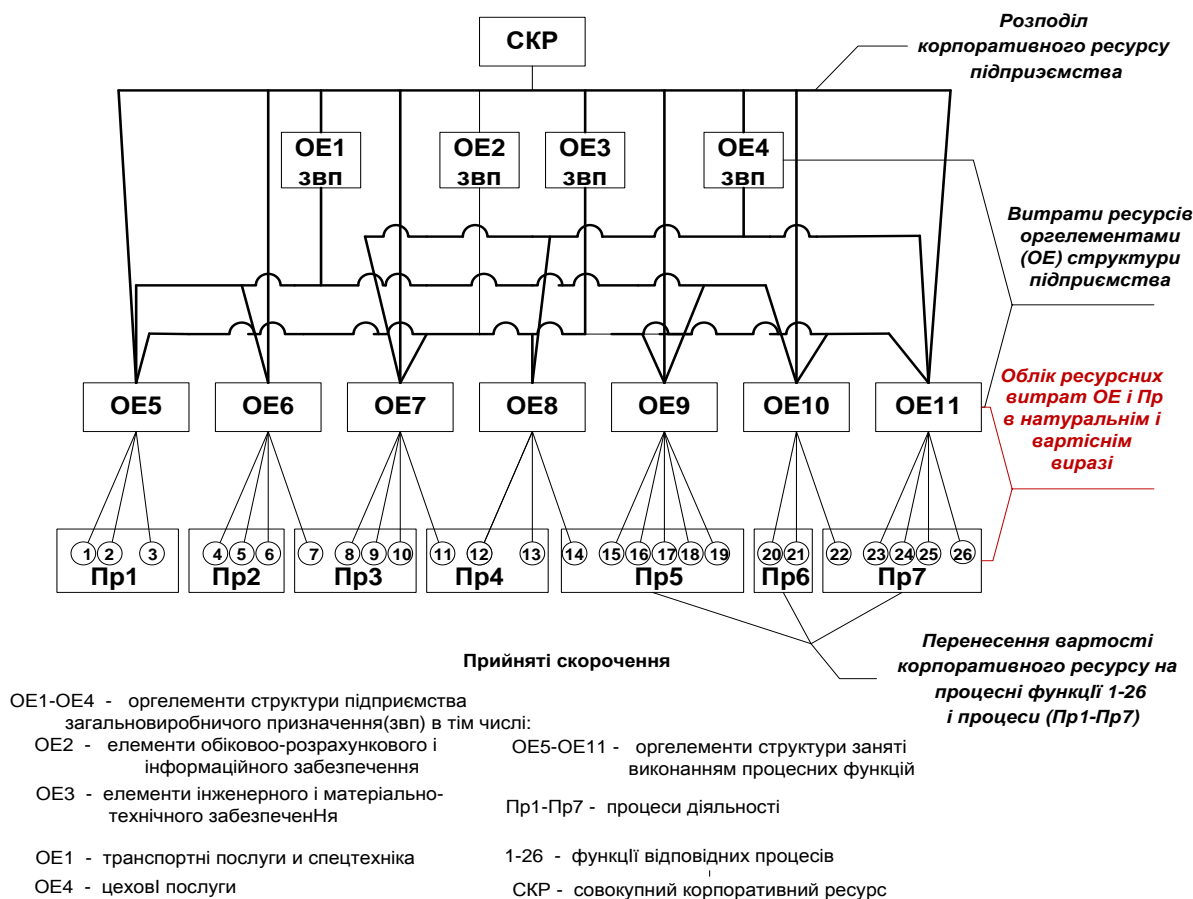 СКР
Розподіл
корпоративного ресурсу
підпризємства
ОЕ1
звп
ОЕ2
звп
ОЕ3
звп
ОЕ4
звп
Витрати ресурсів
оргелементами
(ОЕ) структури
підприємства
ОЕ5
ОЕ6
ОЕ7
ОЕ8
ОЕ9
ОЕ10
ОЕ11
Облік ресурсних
витрат ОЕ і Пр
в натуральнім і
вартіснім
виразі
1 2 3 4 5 6 7 8 9 10 11 12 13 14 15 16 17 18 19 20 21 22 23 24 25 26
Пр1 Пр2 Пр3 Пр4 Пр5 Пр6 Пр7
Перенесення вартості
корпоративного ресурсу на
процесні функції 1-26
і процеси (Пр1-Пр7)
Прийняті скорочення
ОЕ1-ОЕ4 - оргелементи структури підприємства
загальновиробничого призначення(звп) в тім числі:
ОЕ2 - елементи обіковоо-розрахункового і
інформаційного забезпечення
ОЕЗ - елементи інженерного і матеріально-
технічного забезпеченНя
ОЕ1 - транспортні послуги и спецтехніка
ОЕ4 - цеховІ послуги
ОЕ5-ОЕ11 - оргелементи структури заняті
виконанням процесних функцій
Пр1-Пр7 - процеси діяльності
1-26 - функцІї відповідних процесів
СКР - совокупний корпоративний ресурс